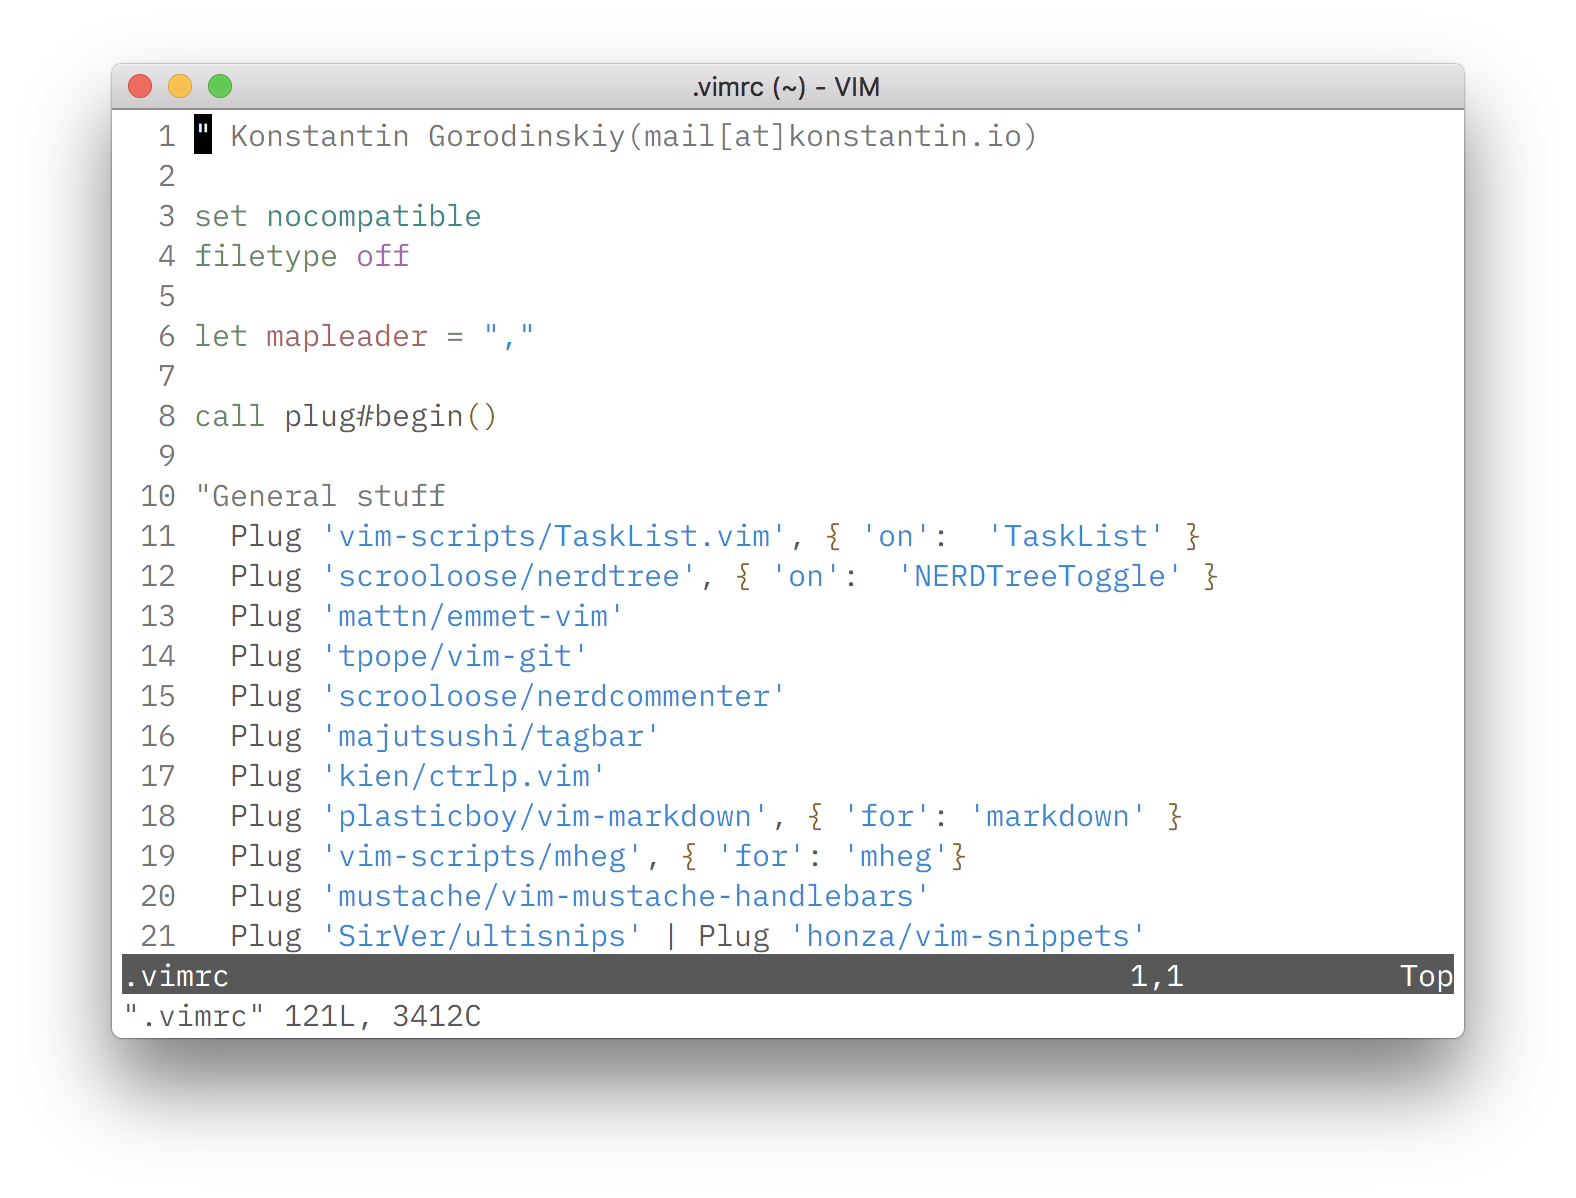 .vimrc (~) - VIM
1 " Konstantin Gorodinskiy(mail[at]konstantin.io)
2
3 set nocompatible
4 filetype off
5
6 let mapleader = ","
7
8 call plug#begin()
9
10 "General stuff
11   Plug 'vim-scripts/TaskList.vim', { 'on':  'TaskList' }
12   Plug 'scrooloose/nerdtree', { 'on':  'NERDTreeToggle' }
13   Plug 'mattn/emmet-vim'
14   Plug 'tpope/vim-git'
15   Plug 'scrooloose/nerdcommenter'
16   Plug 'majutsushi/tagbar'
17   Plug 'kien/ctrlp.vim'
18   Plug 'plasticboy/vim-markdown', { 'for': 'markdown' }
19   Plug 'vim-scripts/mheg', { 'for': 'mheg'}
20   Plug 'mustache/vim-mustache-handlebars'
21   Plug 'SirVer/ultisnips' | Plug 'honza/vim-snippets'
.vimrc 1,1 Top
".vimrc" 121L, 3412C